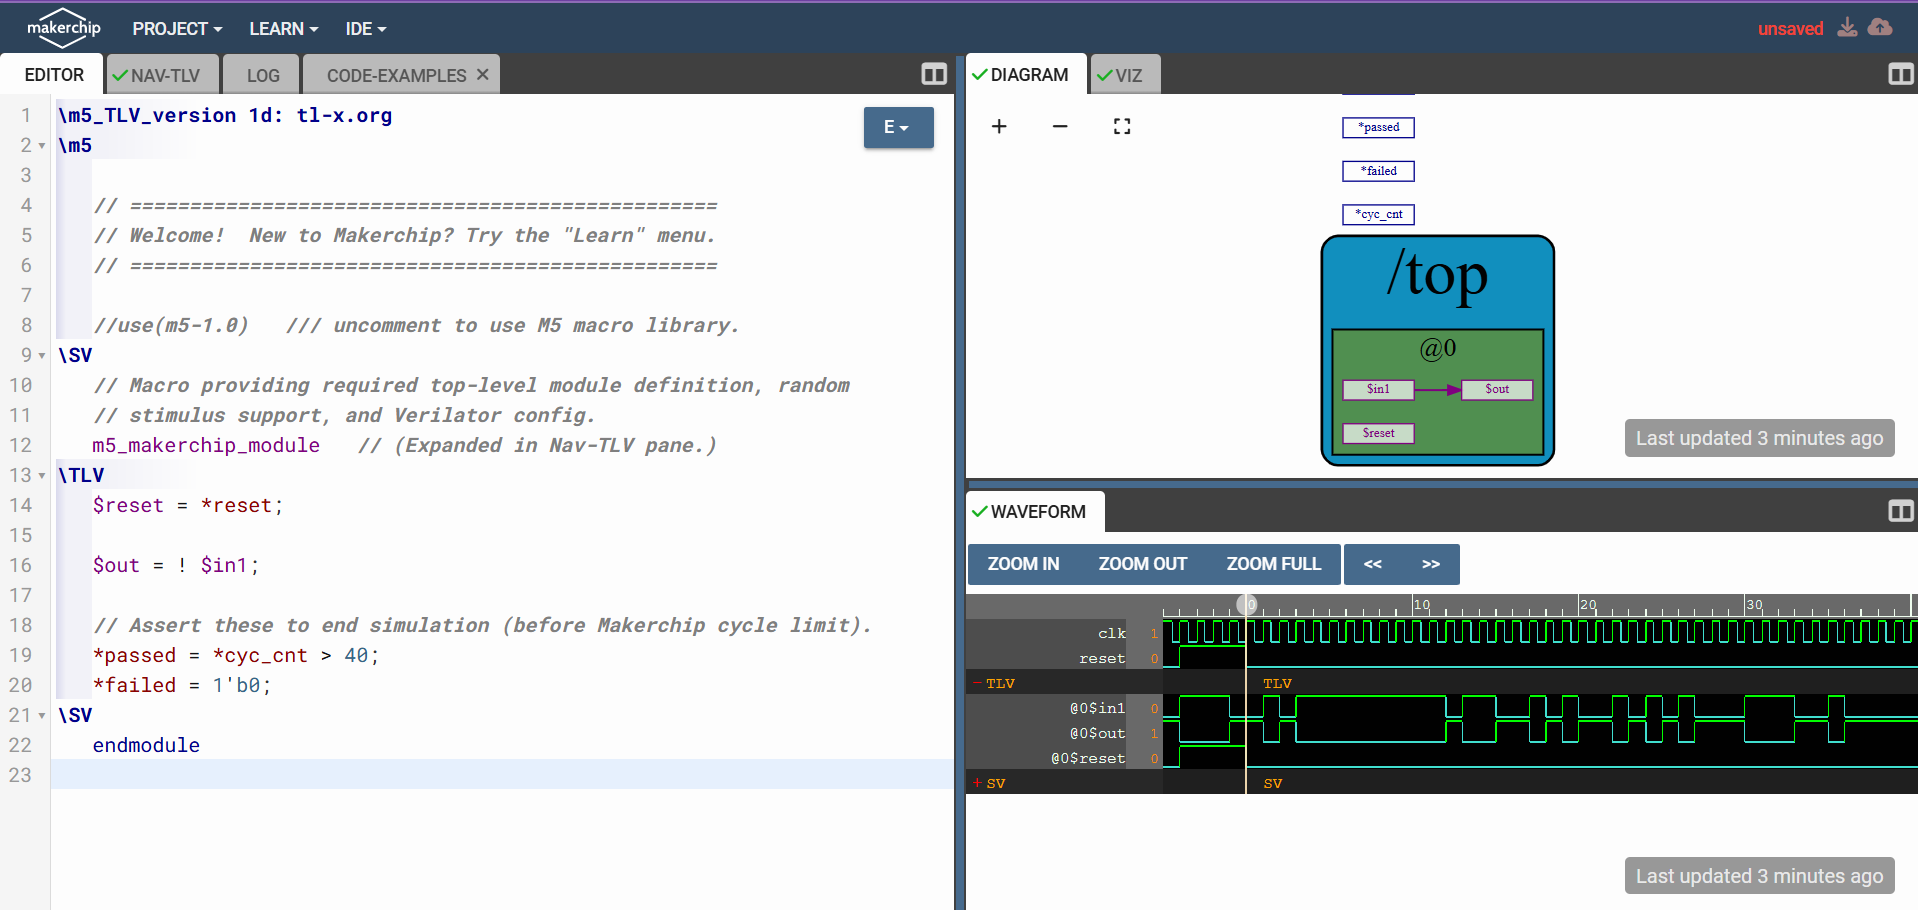 makerchip PROJECT LEARN IDE unsaved
EDITOR NAV-TLV LOG CODE-EXAMPLES
1 \m5_TLV_version 1d: tl-x.org
2 \m5
3
4 // =================================================
5 // Welcome!  New to Makerchip? Try the "Learn" menu.
6 // =================================================
7
8 //use(m5-1.0)   /// uncomment to use M5 macro library.
9 \SV
10 // Macro providing required top-level module definition, random
11 // stimulus support, and Verilator config.
12 m5_makerchip_module   // (Expanded in Nav-TLV pane.)
13 \TLV
14 $reset = *reset;
15
16 $out = ! $in1;
17
18 // Assert these to end simulation (before Makerchip cycle limit).
19 *passed = *cyc_cnt > 40;
20 *failed = 1'b0;
21 \SV
22 endmodule
23
E
DIAGRAM VIZ
+ −
*passed
*failed
*cyc_cnt
/top
@0
$in1 $out
$reset
Last updated 3 minutes ago
WAVEFORM
ZOOM IN ZOOM OUT ZOOM FULL << >>
0 10 20 30
clk 1
reset 0
- TLV TLV
@0$in1 0
@0$out 1
@0$reset 0
+ SV SV
Last updated 3 minutes ago